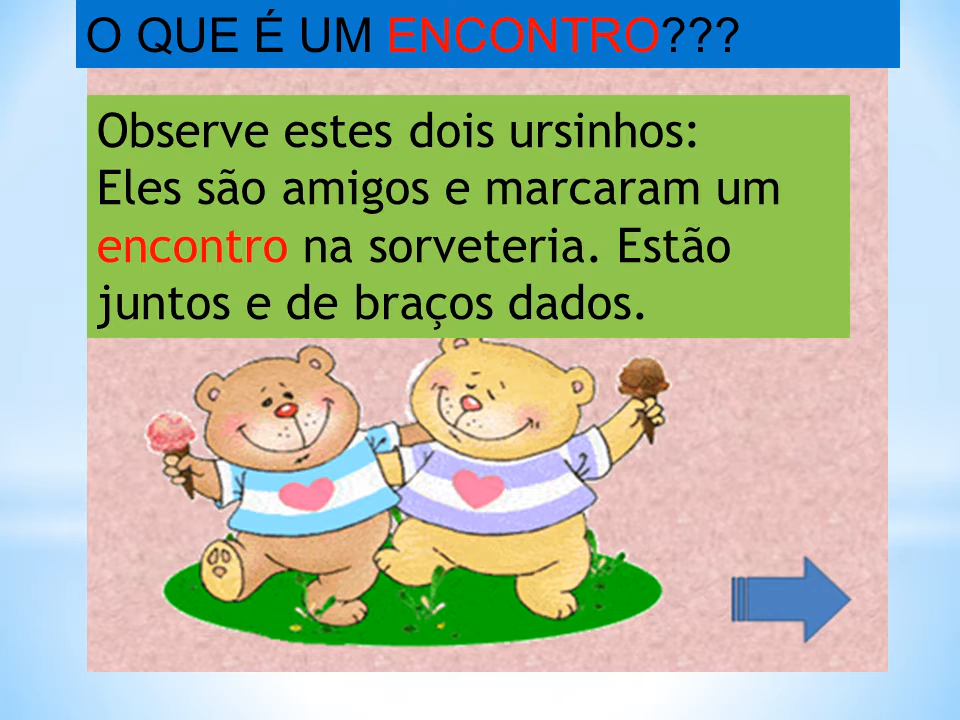 O QUE É UM ENCONTRO???
Observe estes dois ursinhos:
Eles são amigos e marcaram um
encontro na sorveteria. Estão
juntos e de braços dados.